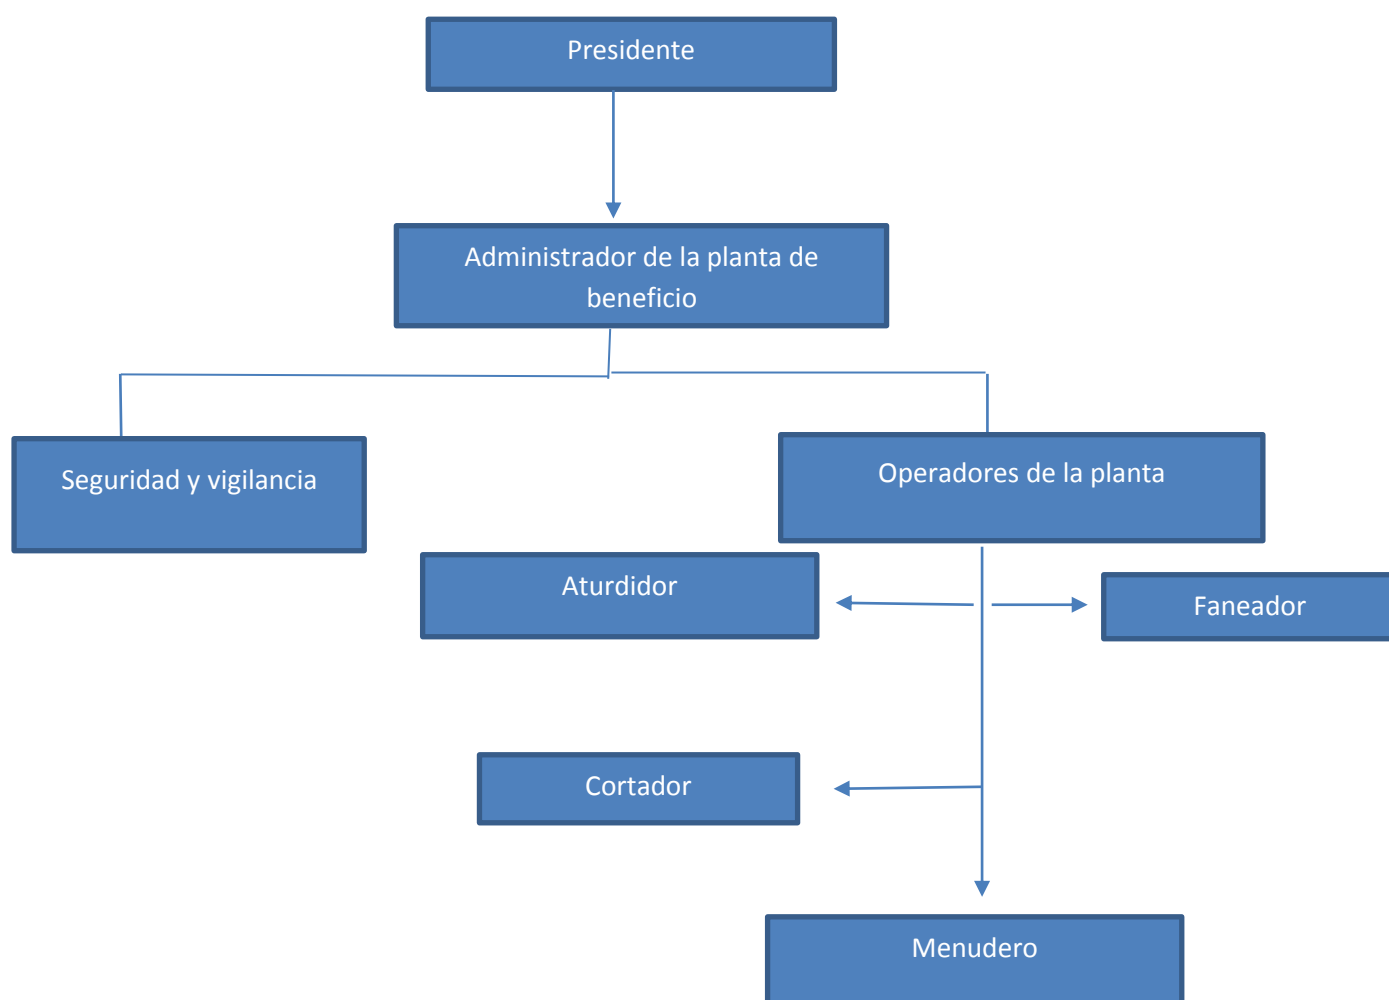 Presidente
Administrador de la planta de
beneficio
Seguridad y vigilancia
Operadores de la planta
Aturdidor
Faneador
Cortador
Menudero